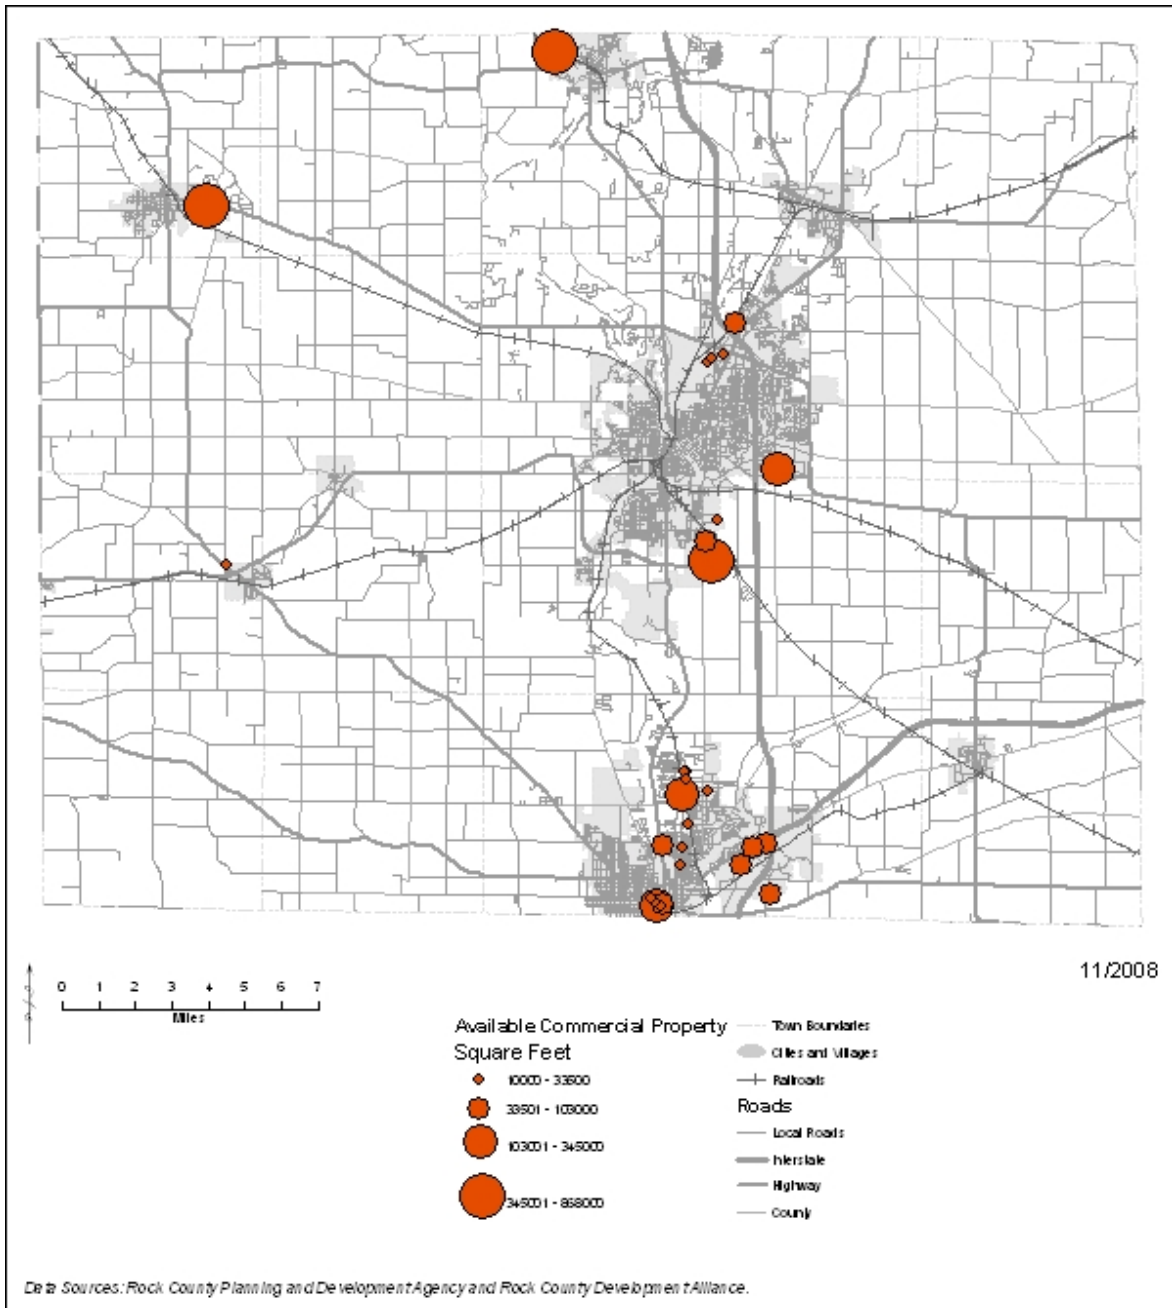 11/2008
0 1 2 3 4 5 6 7
Miles
Available Commercial Property
Square Feet
10000 - 33500
33501 - 103000
103001 - 345000
345001 - 868000
Town Boundaries
Cities and Villages
Railroads
Roads
Local Roads
Interstate
Highway
County
Data Sources: Rock County Planning and Development Agency and Rock County Development Alliance.